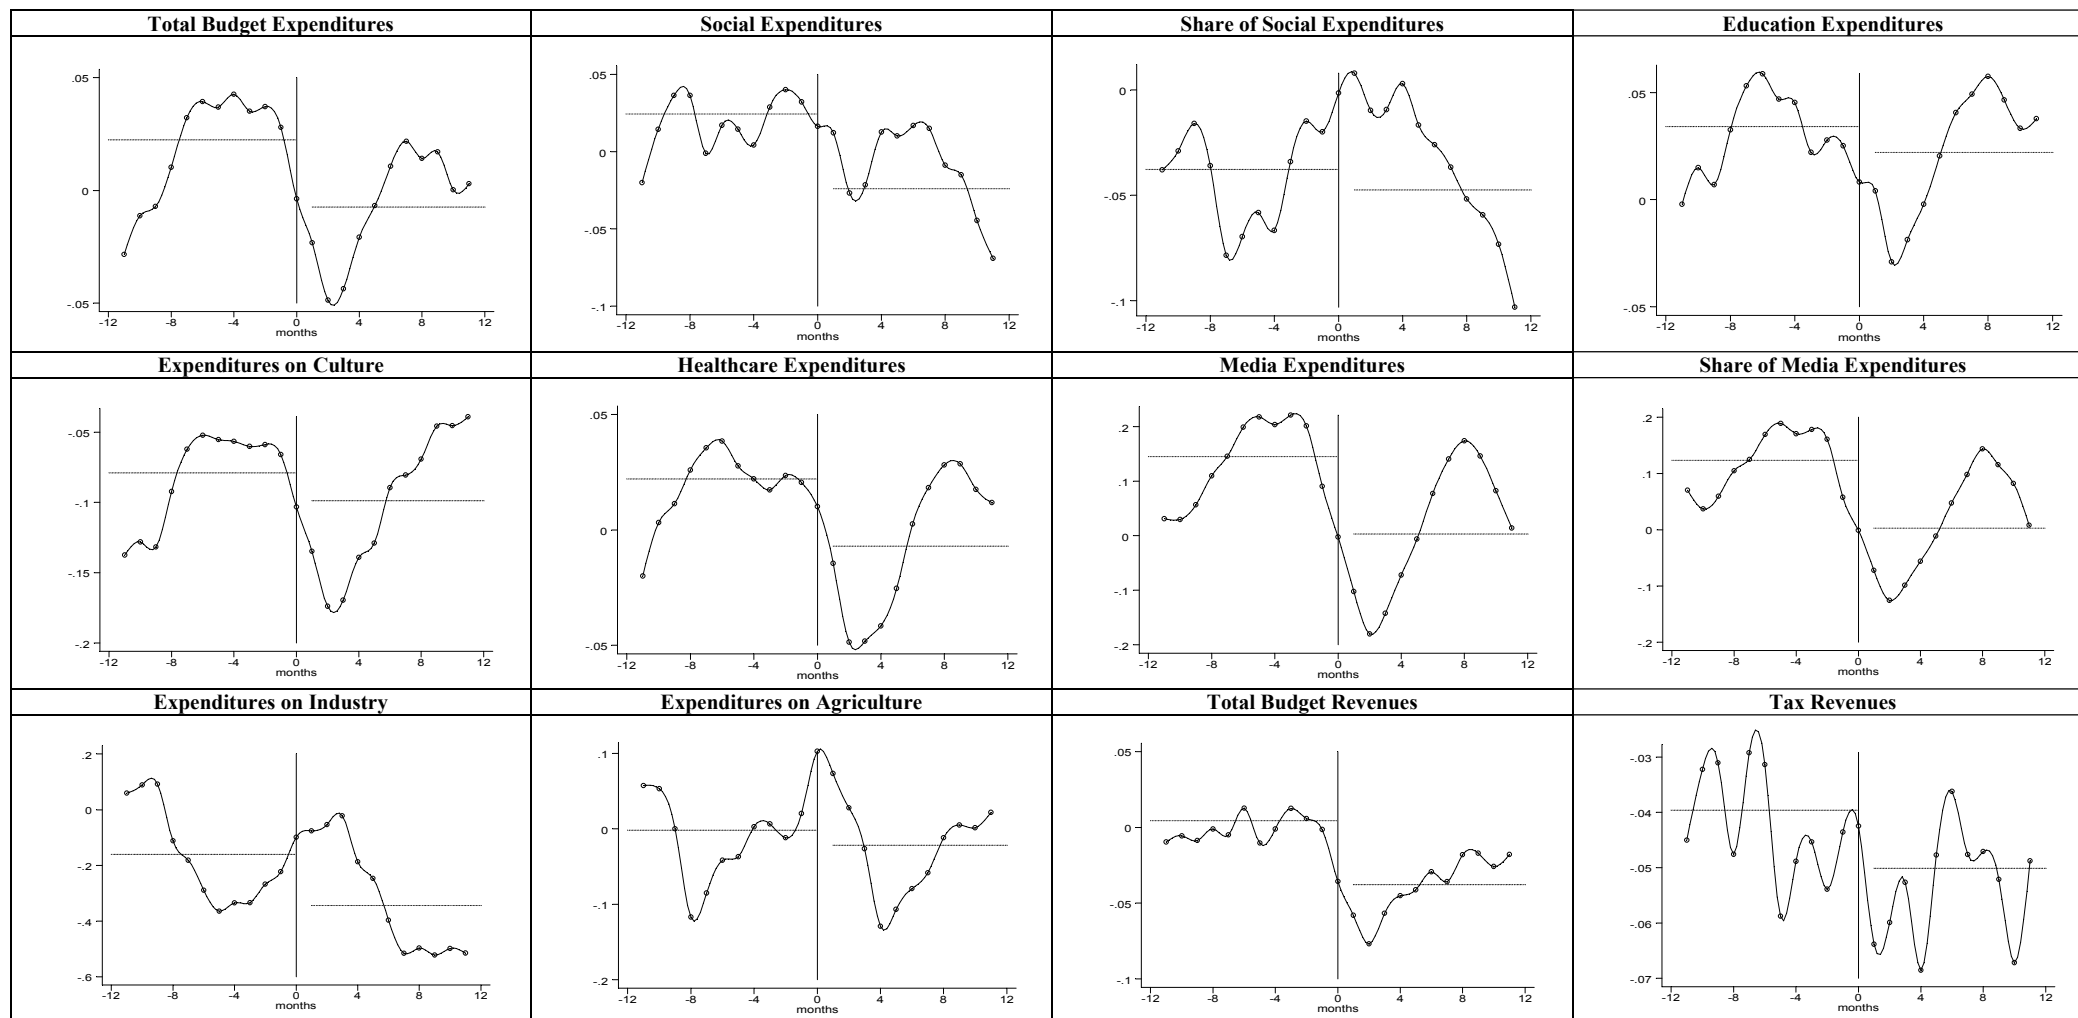 Total Budget Expenditures
.05
0
-.05
-12 -8 -4 0 4 8 12
months
Social Expenditures
.05
0
-.05
-.1
-12 -8 -4 0 4 8 12
months
Share of Social Expenditures
0
-.05
-.1
-12 -8 -4 0 4 8 12
months
Education Expenditures
.05
0
-.05
-12 -8 -4 0 4 8 12
months
Expenditures on Culture
-.05
-.1
-.15
-.2
-12 -8 -4 0 4 8 12
months
Healthcare Expenditures
.05
0
-.05
-12 -8 -4 0 4 8 12
months
Media Expenditures
.2
.1
0
-.1
-.2
-12 -8 -4 0 4 8 12
months
Share of Media Expenditures
.2
.1
0
-.1
-.2
-12 -8 -4 0 4 8 12
months
Expenditures on Industry
.2
0
-.2
-.4
-.6
-12 -8 -4 0 4 8 12
months
Expenditures on Agriculture
.1
0
-.1
-.2
-12 -8 -4 0 4 8 12
months
Total Budget Revenues
.05
0
-.05
-.1
-12 -8 -4 0 4 8 12
months
Tax Revenues
-.03
-.04
-.05
-.06
-.07
-12 -8 -4 0 4 8 12
months